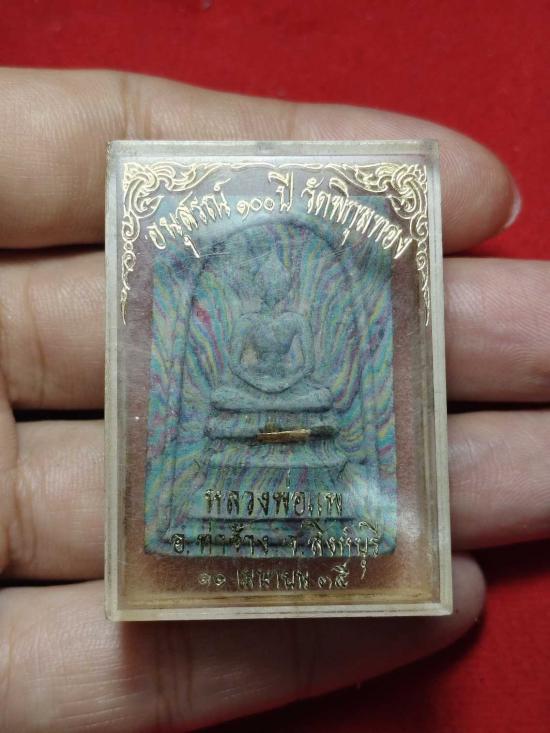 อนุสรณ์ ๑๐๐ ปี วัดพิกุลทอง
หลวงพ่อแพ
อ. ท่าช้าง จ. สิงห์บุรี
๑๑ เมษายน ๓๕